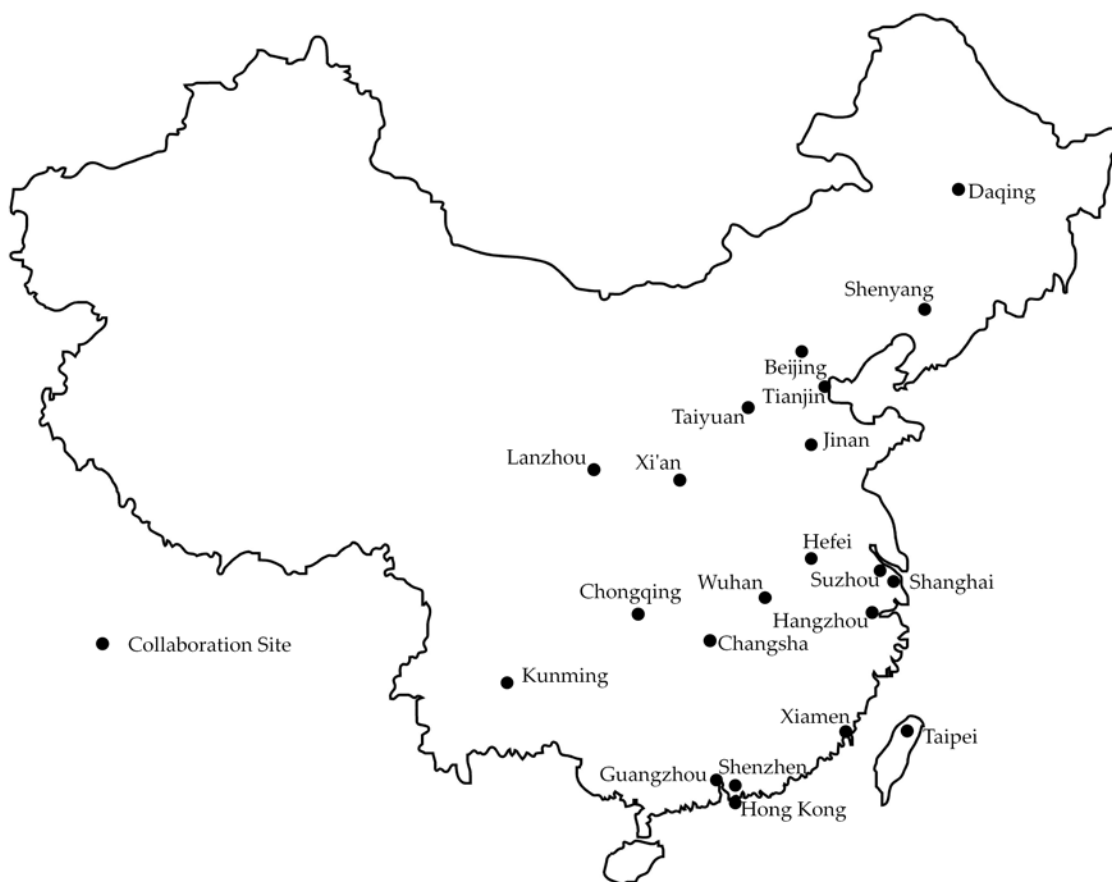 Daqing
Shenyang
Beijing
Tianjin
Taiyuan
Jinan
Lanzhou
Xi'an
Hefei
Suzhou
Shanghai
Wuhan
Chongqing
Hangzhou
Changsha
Collaboration Site
Kunming
Xiamen
Taipei
Shenzhen
Guangzhou
Hong Kong